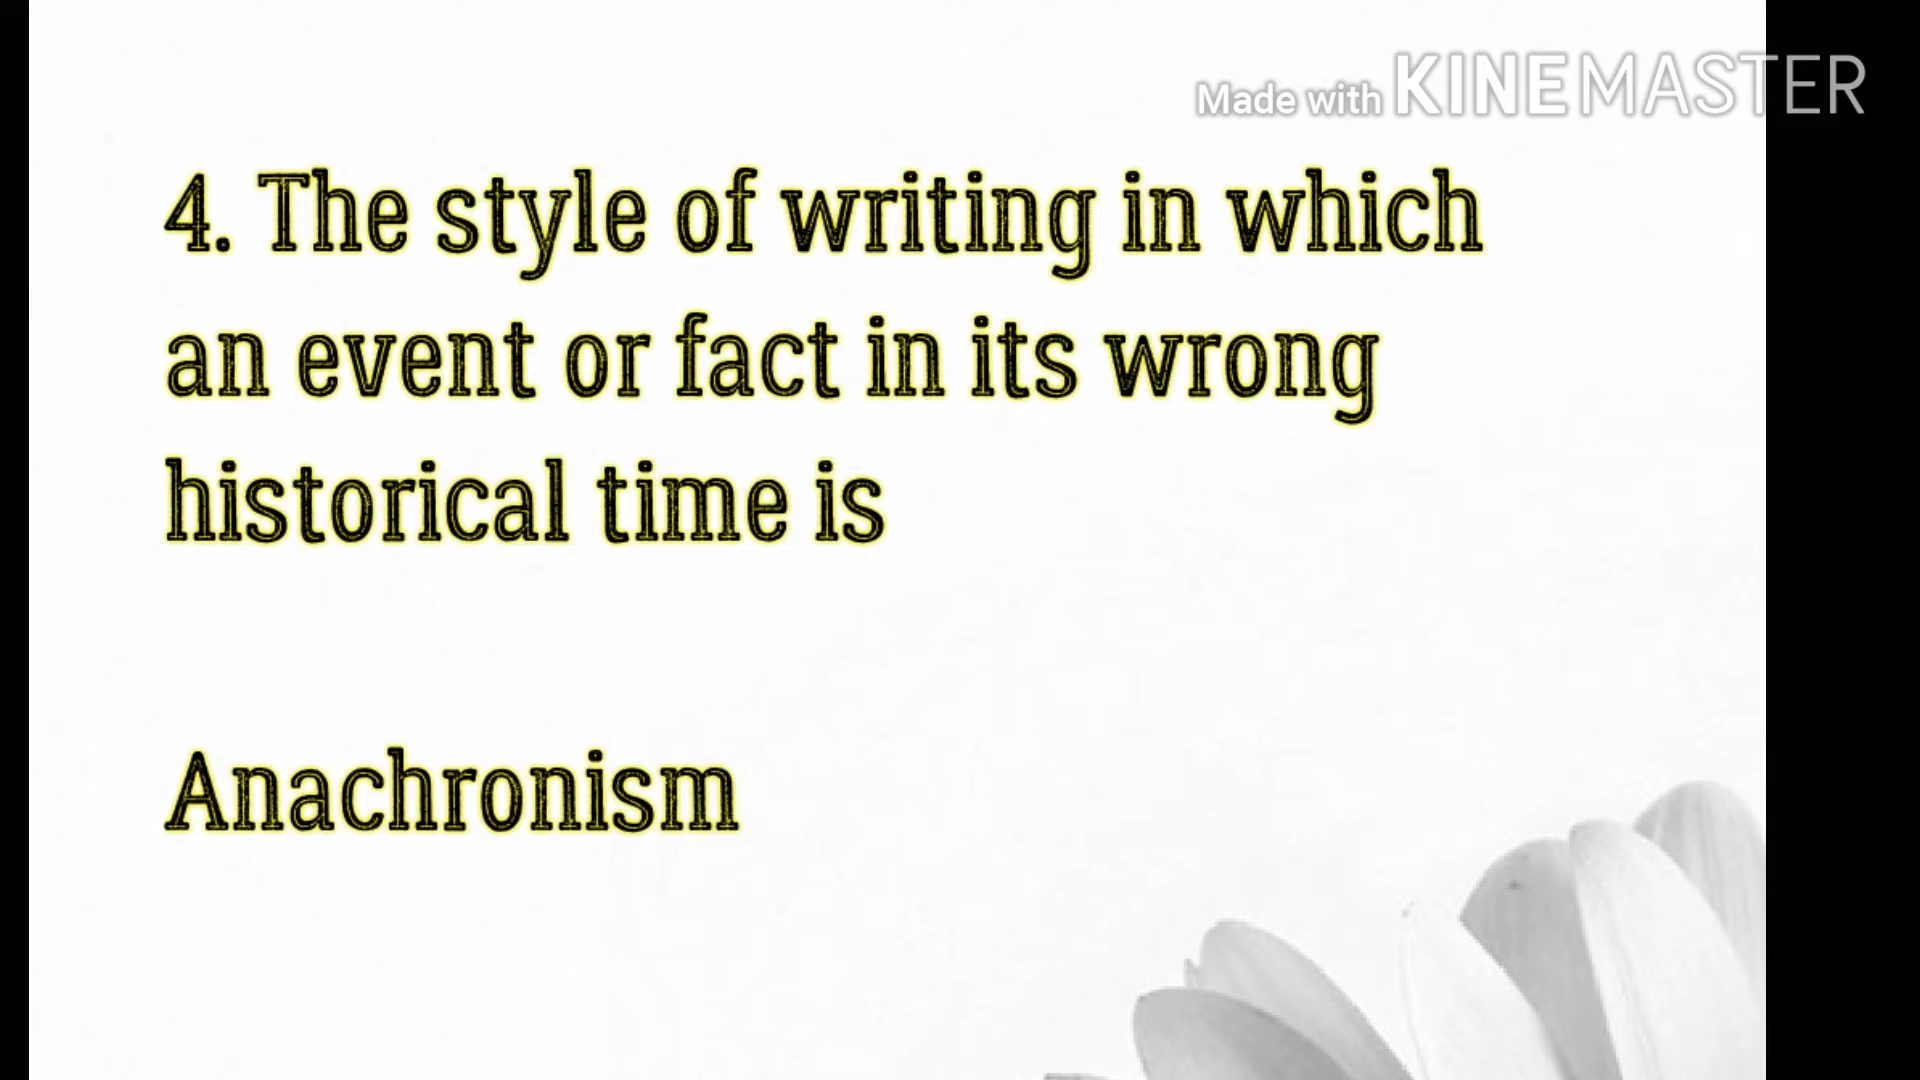 Made with KINEMASTER
4. The style of writing in which
an event or fact in its wrong
historical time is
Anachronism